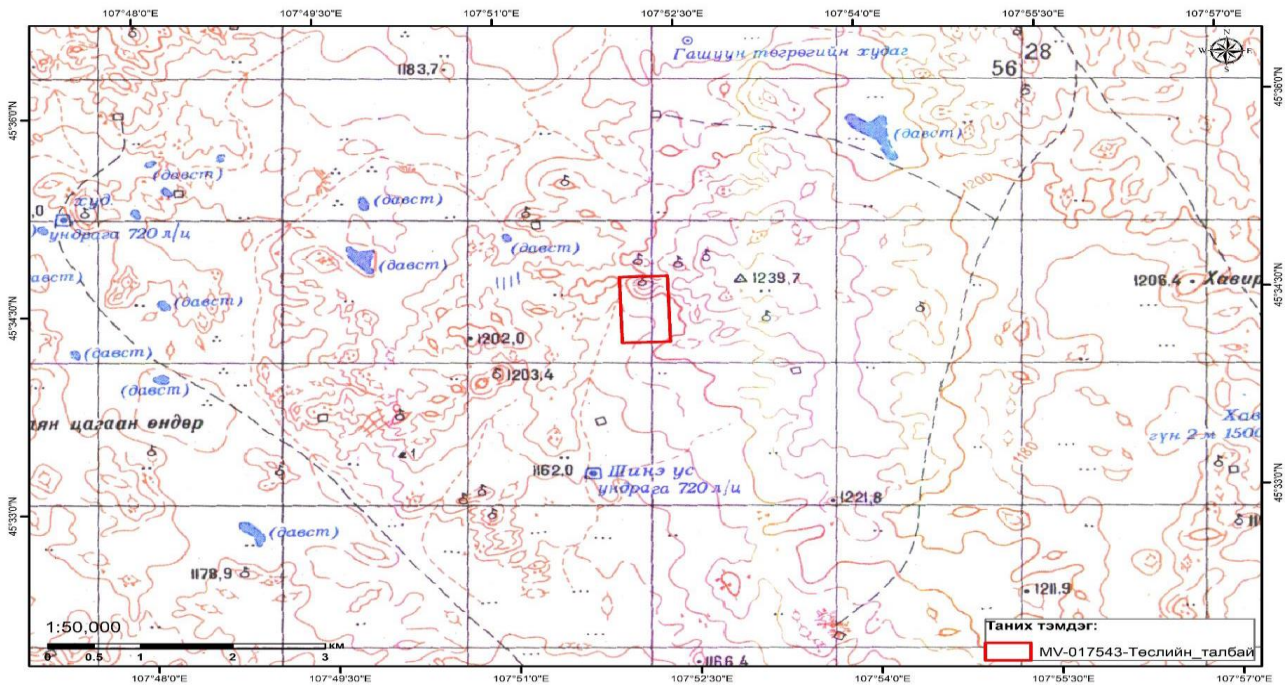 107°48'0"E 107°49'30"E 107°51'0"E 107°52'30"E 107°54'0"E 107°55'30"E 107°57'0"E
N
W E
S
28
56
Гашуун төгрөгийн худаг
1183.7
45°36'0"N
45°36'0"N
(давст)
(давст)
1200
худ.
,0
(давст)
ундрага 720 л/ц
(давст)
(давст)
авст)
1239,7
1206.4 Хавир
45°34'30"N
45°34'30"N
(давст)
1202,0
(давст)
1203,4
(давст)
ян цагаан өндөр
Хав
гүн 2 м 1500
1180
1
1162.0
Шинэ ус
ундрага 720 л/ц
45°33'0"N
45°33'0"N
1221,8
(давст)
1178,9
1211.9
1:50,000
0 0.5 1 2 3
км
Таних тэмдэг:
MV-017543-Төслийн_талбай
1166.4
107°48'0"E 107°49'30"E 107°51'0"E 107°52'30"E 107°54'0"E 107°55'30"E 107°57'0"E